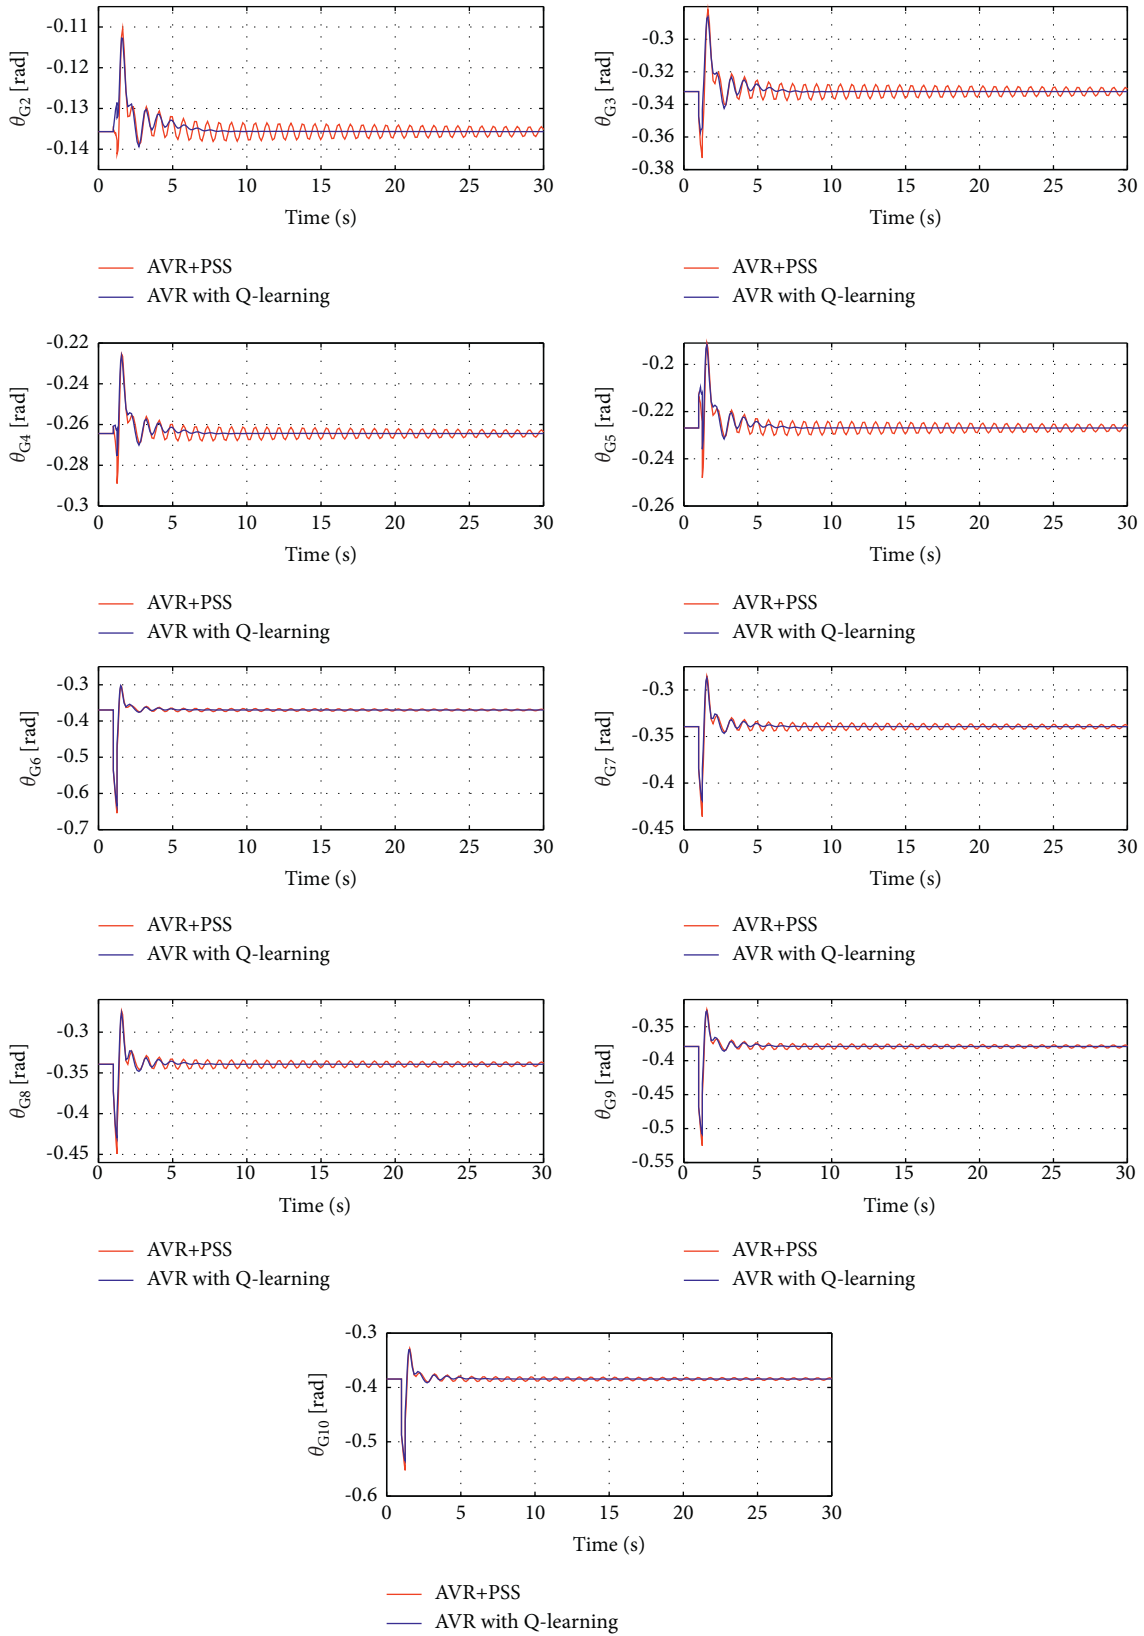 θG2 [rad]
-0.11
-0.12
-0.13
-0.14
0 5 10 15 20 25 30
Time (s)
AVR+PSS
AVR with Q-learning
θG3 [rad]
-0.3
-0.32
-0.34
-0.36
-0.38
0 5 10 15 20 25 30
Time (s)
AVR+PSS
AVR with Q-learning
θG4 [rad]
-0.22
-0.24
-0.26
-0.28
-0.3
0 5 10 15 20 25 30
Time (s)
AVR+PSS
AVR with Q-learning
θG5 [rad]
-0.2
-0.22
-0.24
-0.26
0 5 10 15 20 25 30
Time (s)
AVR+PSS
AVR with Q-learning
θG6 [rad]
-0.3
-0.4
-0.5
-0.6
-0.7
0 5 10 15 20 25 30
Time (s)
AVR+PSS
AVR with Q-learning
θG7 [rad]
-0.3
-0.35
-0.4
-0.45
0 5 10 15 20 25 30
Time (s)
AVR+PSS
AVR with Q-learning
θG8 [rad]
-0.3
-0.35
-0.4
-0.45
0 5 10 15 20 25 30
Time (s)
AVR+PSS
AVR with Q-learning
θG9 [rad]
-0.35
-0.4
-0.45
-0.5
-0.55
0 5 10 15 20 25 30
Time (s)
AVR+PSS
AVR with Q-learning
θG10 [rad]
-0.3
-0.4
-0.5
-0.6
0 5 10 15 20 25 30
Time (s)
AVR+PSS
AVR with Q-learning